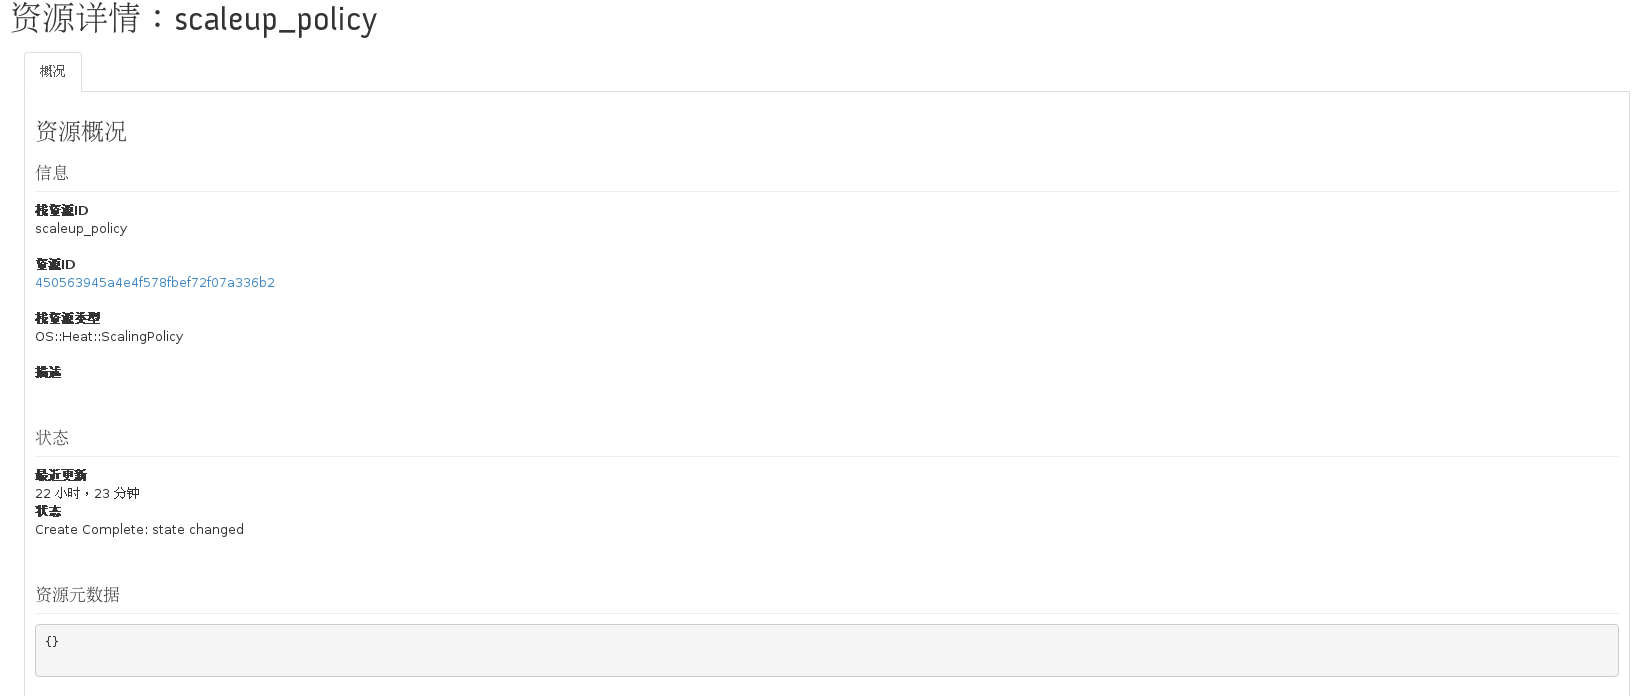 资源详情：scaleup_policy
概况
资源概况
信息
栈资源ID
scaleup_policy
资源ID
450563945a4e4f578fbef72f07a336b2
栈资源类型
OS::Heat::ScalingPolicy
描述
状态
最近更新
22 小时，23 分钟
状态
Create Complete: state changed
资源元数据
{}